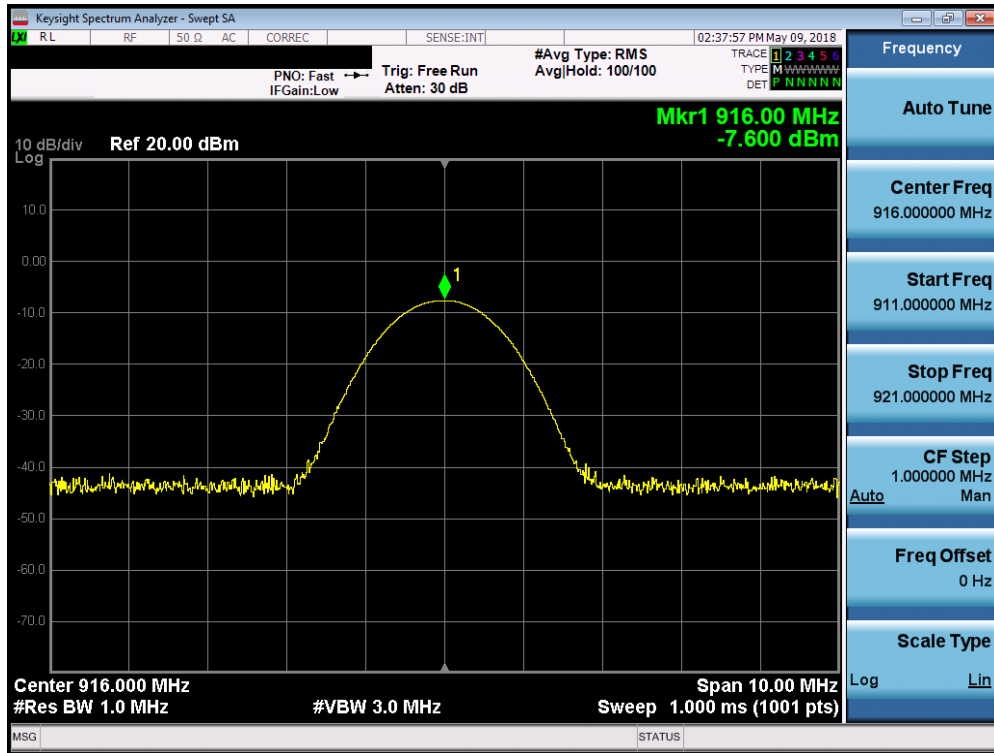 Keysight Spectrum Analyzer - Swept SA
LXI RL RF 50 Ω AC CORREC SENSE:INT 02:37:57 PM May 09, 2018
PNO: Fast
IFGain:Low
Trig: Free Run
Atten: 30 dB
#Avg Type: RMS
Avg|Hold: 100/100
TRACE 1 2 3 4 5 6
TYPE M WWWWW
DET P N N N N N
Mkr1 916.00 MHz
-7.600 dBm
10 dB/div Ref 20.00 dBm
Log
10.0
0.00
-10.0
-20.0
-30.0
-40.0
-50.0
-60.0
-70.0
1
Center 916.000 MHz Span 10.00 MHz
#Res BW 1.0 MHz #VBW 3.0 MHz Sweep 1.000 ms (1001 pts)
MSG STATUS
Frequency
Auto Tune
Center Freq
916.000000 MHz
Start Freq
911.000000 MHz
Stop Freq
921.000000 MHz
CF Step
1.000000 MHz
Auto Man
Freq Offset
0 Hz
Scale Type
Log Lin